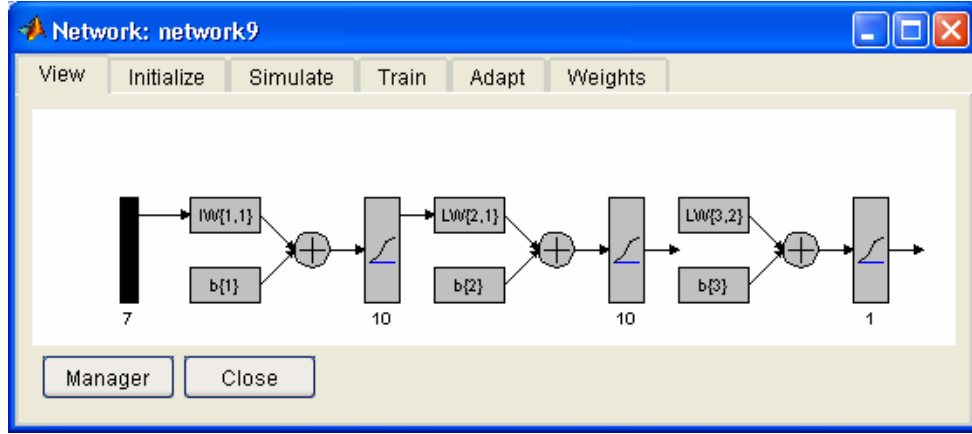 Network: network9
View Initialize Simulate Train Adapt Weights
IW{1,1} LW{2,1} LW{3,2}
b{1} b{2} b{3}
7 10 10 1
Manager Close